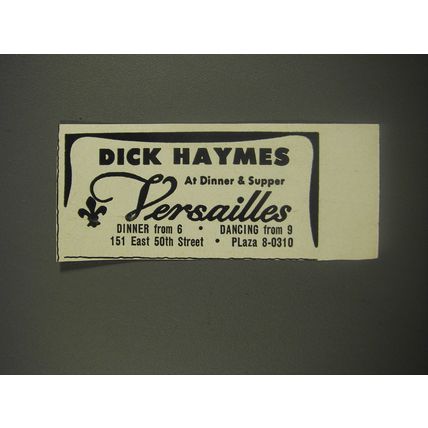 DICK HAYMES
At Dinner & Supper
Versailles
DINNER from 6 • DANCING from 9
151 East 50th Street • PLaza 8-0310